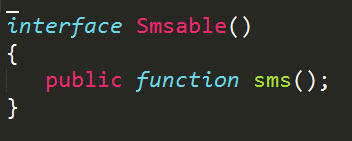 interface Smsable()
{
public function sms();
}